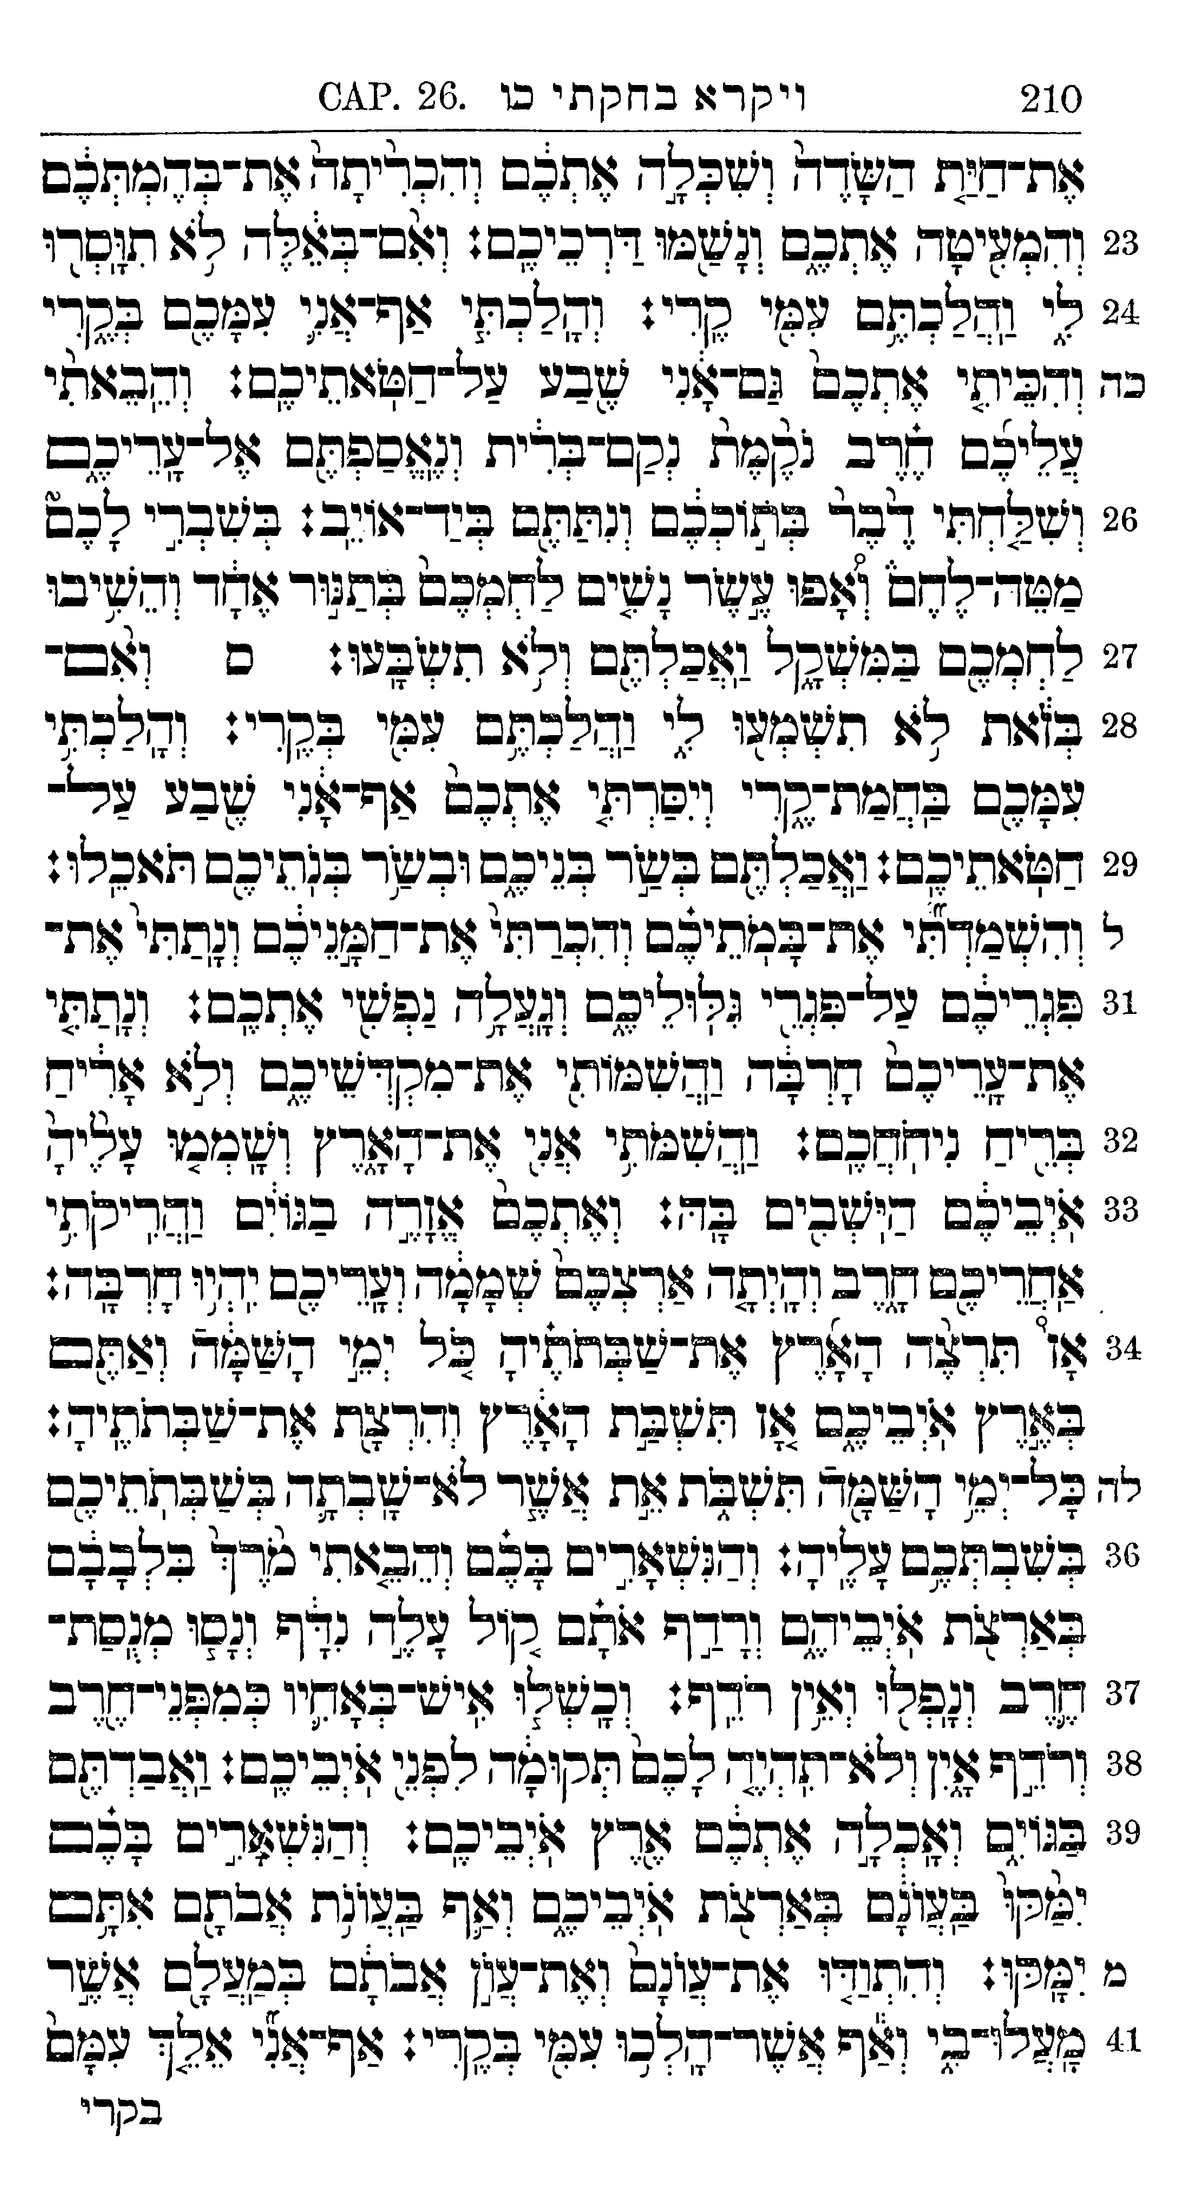 210 ויקרא בחקתי כו CAP. 26.
אֶת־חַיַּ֤ת הַשָּׂדֶה֙ וְשִׁכְּלָ֣ה אֶתְכֶ֔ם וְהִכְרִ֙יתָה֙ אֶת־בְּהֶמְתְּכֶ֔ם
23 וְהִמְעִ֖יטָה אֶתְכֶ֑ם וְנָשַׁ֖מּוּ דַּרְכֵיכֶֽם׃ וְאִ֨ם־בְּאֵ֔לֶּה לֹ֥א תִוָּסְר֖וּ
24 לִ֑י וַהֲלַכְתֶּ֥ם עִמִּ֖י קֶֽרִי׃ וְהָלַכְתִּ֧י אַף־אֲנִ֛י עִמָּכֶ֖ם בְּקֶ֑רִי
כה וְהִכֵּיתִ֤י אֶתְכֶם֙ גַּם־אָ֔נִי שֶׁ֖בַע עַל־חַטֹּאתֵיכֶֽם׃ וְהֵבֵאתִ֨י
עֲלֵיכֶ֜ם חֶ֗רֶב נֹקֶ֙מֶת֙ נְקַם־בְּרִ֔ית וְנֶאֱסַפְתֶּ֖ם אֶל־עָרֵיכֶ֑ם
26 וְשִׁלַּ֤חְתִּי דֶ֙בֶר֙ בְּת֣וֹכְכֶ֔ם וְנִתַּתֶּ֖ם בְּיַד־אוֹיֵֽב׃ בְּשִׁבְרִ֣י לָכֶם֮
מַטֵּה־לֶחֶם֒ וְ֠אָפוּ עֶ֣שֶׂר נָשִׁ֤ים לַחְמְכֶם֙ בְּתַנּ֣וּר אֶחָ֔ד וְהֵשִׁ֥יבוּ
27 לַחְמְכֶ֖ם בַּמִּשְׁקָ֑ל וַאֲכַלְתֶּ֖ם וְלֹ֥א תִשְׂבָּֽעוּ׃ ס וְאִ֨ם־
28 בְּזֹ֔את לֹ֥א תִשְׁמְע֖וּ לִ֑י וַהֲלַכְתֶּ֥ם עִמִּ֖י בְּקֶֽרִי׃ וְהָלַכְתִּ֥י
עִמָּכֶ֖ם בַּחֲמַת־קֶ֑רִי וְיִסַּרְתִּ֤י אֶתְכֶם֙ אַף־אָ֔נִי שֶׁ֖בַע עַל־
29 חַטֹּאתֵיכֶֽם׃ וַאֲכַלְתֶּ֖ם בְּשַׂ֣ר בְּנֵיכֶ֑ם וּבְשַׂ֥ר בְּנֹתֵיכֶ֖ם תֹּאכֵֽלוּ׃
ל וְהִשְׁמַדְתִּ֞י אֶת־בָּמֹתֵיכֶ֗ם וְהִכְרַתִּי֙ אֶת־חַמָּ֣נֵיכֶ֔ם וְנָתַתִּי֙ אֶת־
31 פִּגְרֵיכֶ֔ם עַל־פִּגְרֵ֖י גִּלּוּלֵיכֶ֑ם וְגָעֲלָ֥ה נַפְשִׁ֖י אֶתְכֶֽם׃ וְנָתַתִּ֤י
אֶת־עָֽרֵיכֶם֙ חָרְבָּ֔ה וַהֲשִׁמּוֹתִ֖י אֶת־מִקְדְּשֵׁיכֶ֑ם וְלֹ֣א אָרִ֔יחַ
32 בְּרֵ֖יחַ נִיחֹֽחֲכֶֽם׃ וַהֲשִׁמֹּתִ֥י אֲנִ֖י אֶת־הָאָ֑רֶץ וְשָׁמְמ֤וּ עָלֶ֙יהָ֙
33 אֹֽיְבֵיכֶ֔ם הַיֹּשְׁבִ֖ים בָּֽהּ׃ וְאֶתְכֶם֙ אֱזָרֶ֣ה בַגּוֹיִ֔ם וַהֲרִיקֹתִ֥י
אַחֲרֵיכֶ֖ם חָ֑רֶב וְהָיְתָ֤ה אַרְצְכֶם֙ שְׁמָמָ֔ה וְעָרֵיכֶ֖ם יִהְי֥וּ חָרְבָּֽה׃
34 אָז֩ תִּרְצֶ֨ה הָאָ֜רֶץ אֶת־שַׁבְּתֹתֶ֗יהָ כֹּ֚ל יְמֵ֣י הָשַּׁמָּ֔ה וְאַתֶּ֖ם
בְּאֶ֣רֶץ אֹיְבֵיכֶ֑ם אָ֚ז תִּשְׁבַּ֣ת הָאָ֔רֶץ וְהִרְצָ֖ת אֶת־שַׁבְּתֹתֶֽיהָ׃
לה כָּל־יְמֵ֥י הָשַּׁמָּ֖ה תִּשְׁבֹּ֑ת אֵ֣ת אֲשֶׁ֧ר לֹא־שָׁבְתָ֛ה בְּשַׁבְּתֹתֵיכֶ֖ם
36 בְּשִׁבְתְּכֶ֥ם עָלֶֽיהָ׃ וְהַנִּשְׁאָרִ֣ים בָּכֶ֗ם וְהֵבֵ֤אתִי מֹ֙רֶךְ֙ בִּלְבָבָ֔ם
בְּאַרְצֹ֖ת אֹֽיְבֵיהֶ֑ם וְרָדַ֣ף אֹתָ֗ם ק֚וֹל עָלֶ֣ה נִדָּ֔ף וְנָס֧וּ מְנֻֽסַת־
37 חֶ֛רֶב וְנָפְל֖וּ וְאֵ֥ין רֹדֵֽף׃ וְכָשְׁל֧וּ אִישׁ־בְּאָחִ֛יו כְּמִפְּנֵי־חֶ֖רֶב
38 וְרֹדֵ֣ף אָ֑יִן וְלֹא־תִהְיֶ֤ה לָכֶם֙ תְּקוּמָ֔ה לִפְנֵ֖י אֹֽיְבֵיכֶֽם׃ וַאֲבַדְתֶּ֖ם
39 בַּגּוֹיִ֑ם וְאָכְלָ֣ה אֶתְכֶ֔ם אֶ֖רֶץ אֹיְבֵיכֶֽם׃ וְהַנִּשְׁאָרִ֣ים בָּכֶ֗ם
יִמַּ֙קּוּ֙ בַּֽעֲוֺנָ֔ם בְּאַרְצֹ֖ת אֹיְבֵיכֶ֑ם וְאַ֛ף בַּעֲוֺנֹ֥ת אֲבֹתָ֖ם אִתָּ֥ם
מ יִמָּֽקּוּ׃ וְהִתְוַדּ֤וּ אֶת־עֲוֺנָם֙ וְאֶת־עֲוֺ֣ן אֲבֹתָ֔ם בְּמַעֲלָ֖ם אֲשֶׁ֣ר
41 מָֽעֲלוּ־בִ֑י וְאַ֕ף אֲשֶׁר־הָֽלְכ֥וּ עִמִּ֖י בְּקֶֽרִי׃ אַף־אֲנִ֞י אֵלֵ֤ךְ עִמָּם֙
בקרי